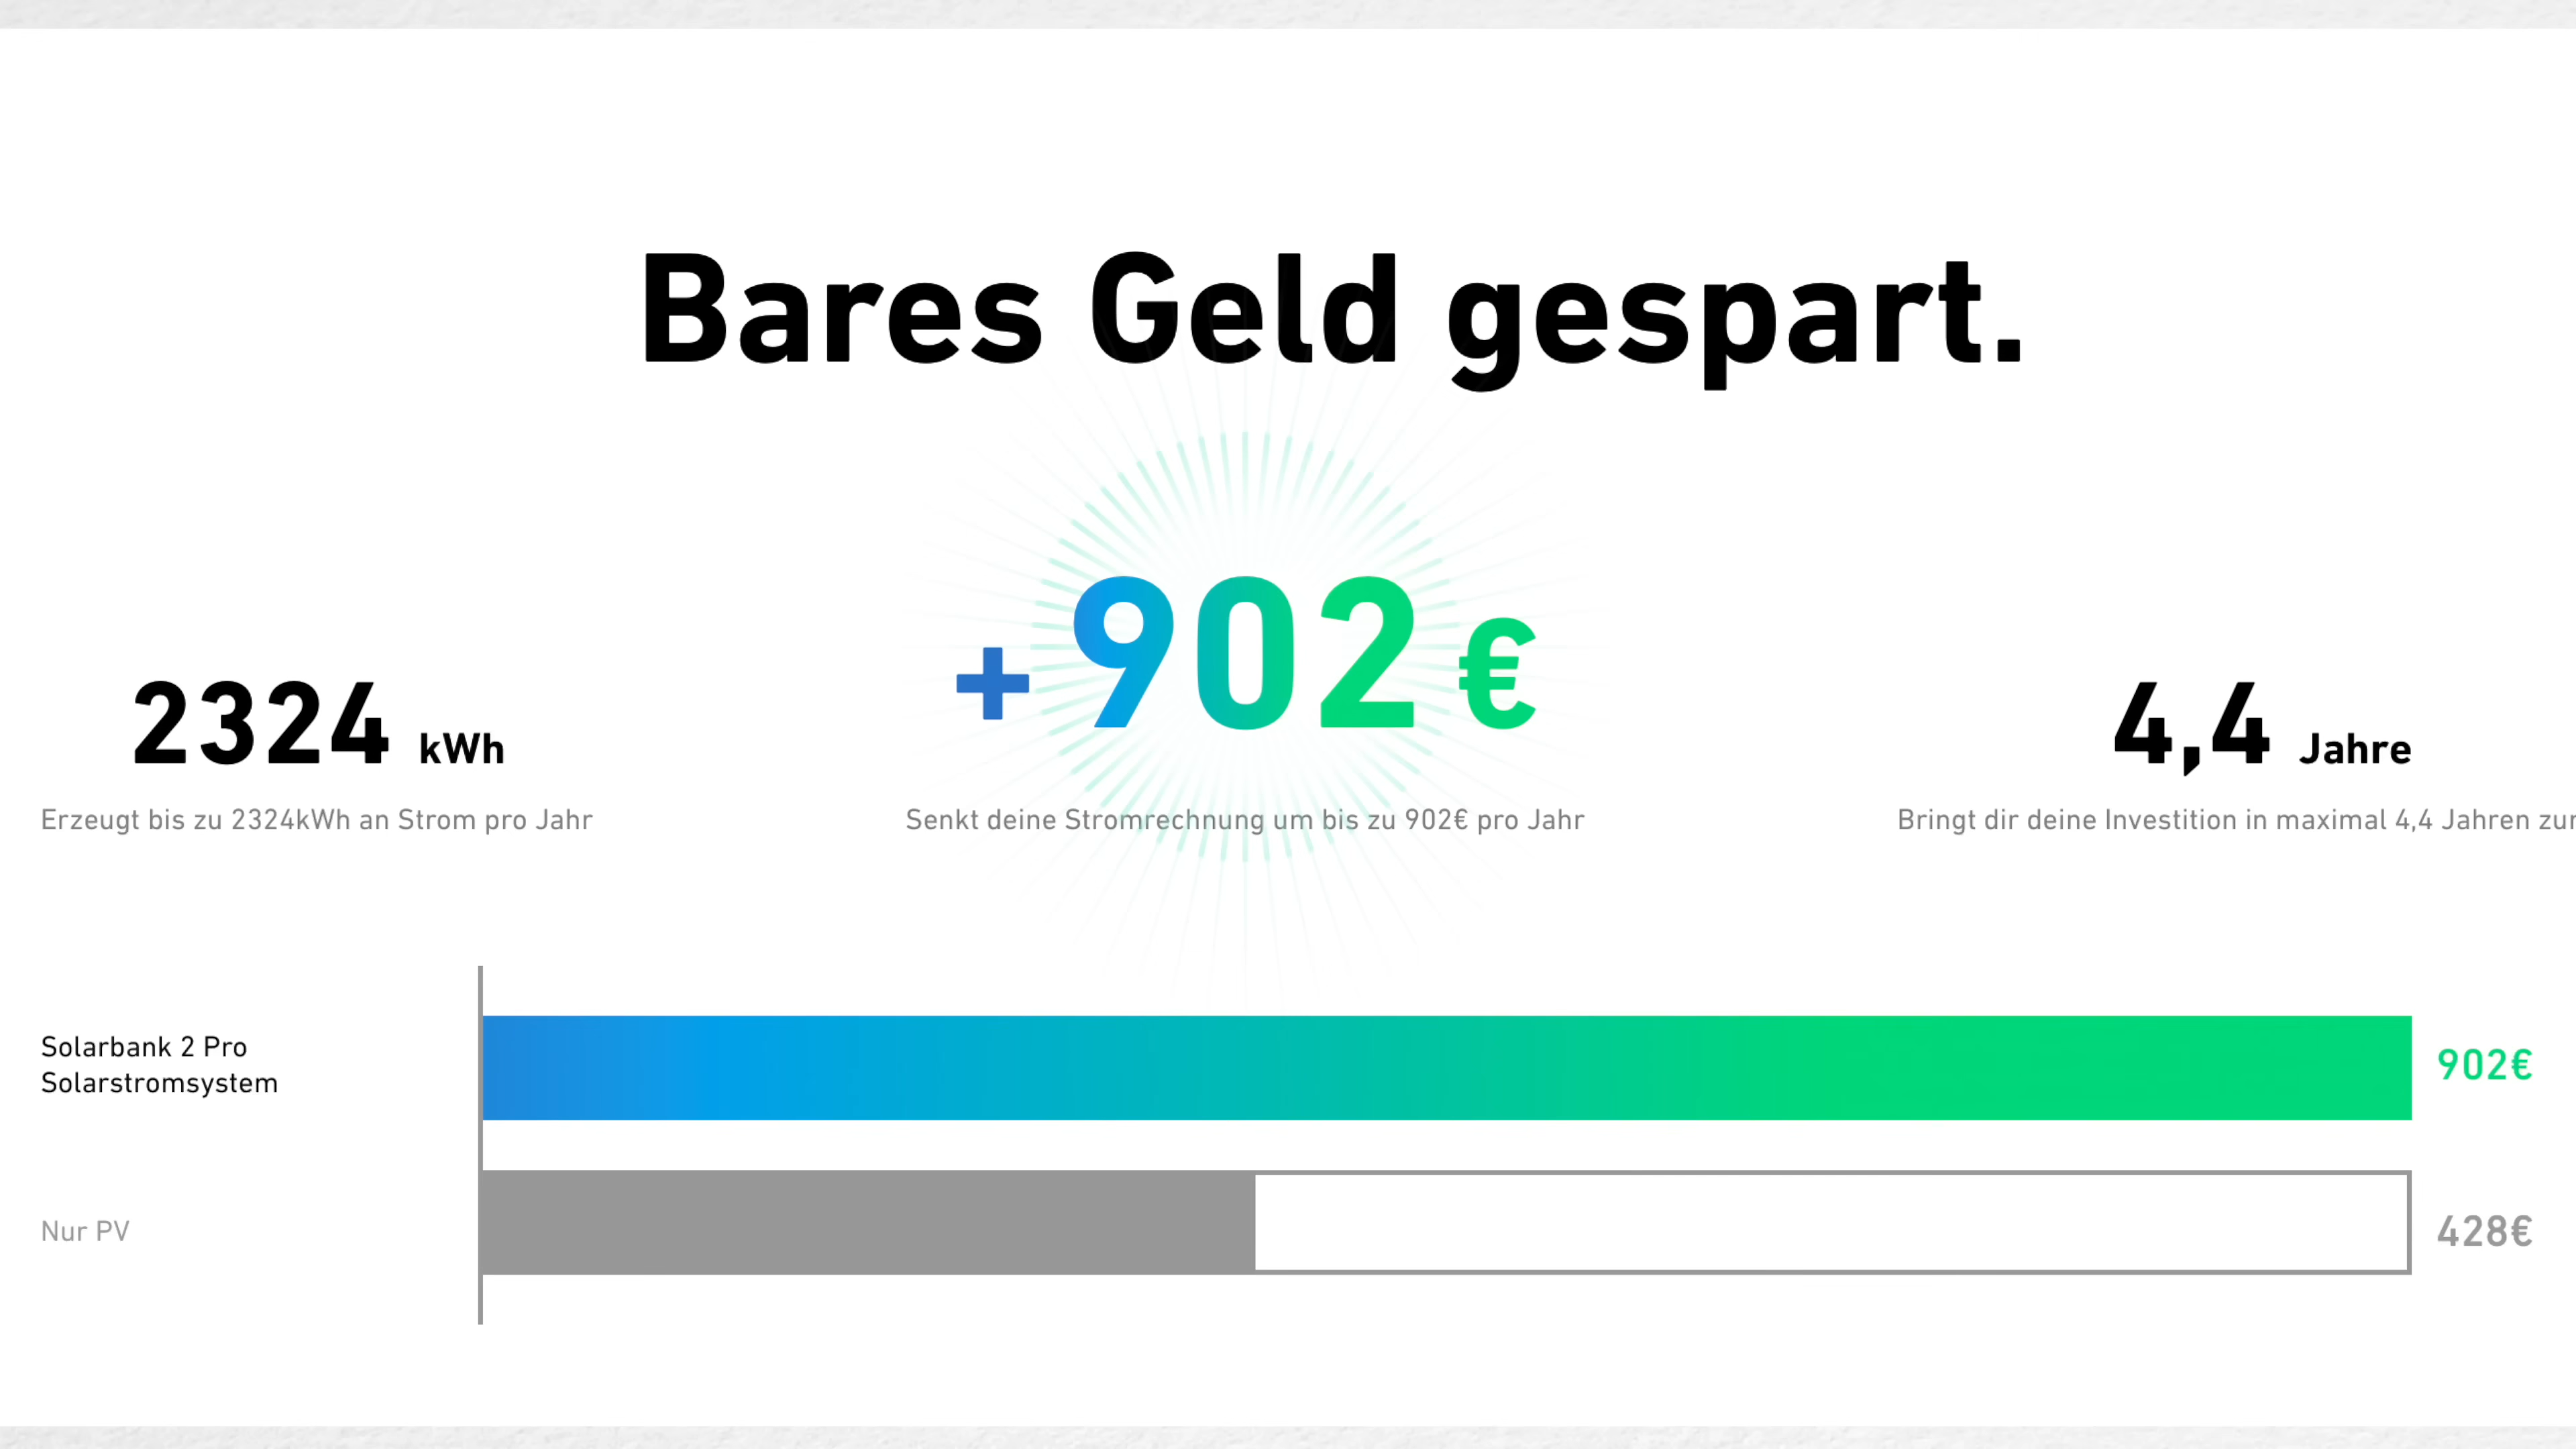 Bares Geld gespart.
+902 €
2324 kWh
4,4 Jahre
Erzeugt bis zu 2324kWh an Strom pro Jahr
Senkt deine Stromrechnung um bis zu 902€ pro Jahr
Bringt dir deine Investition in maximal 4,4 Jahren
Solarbank 2 Pro
Solarstromsystem
902€
Nur PV
428€